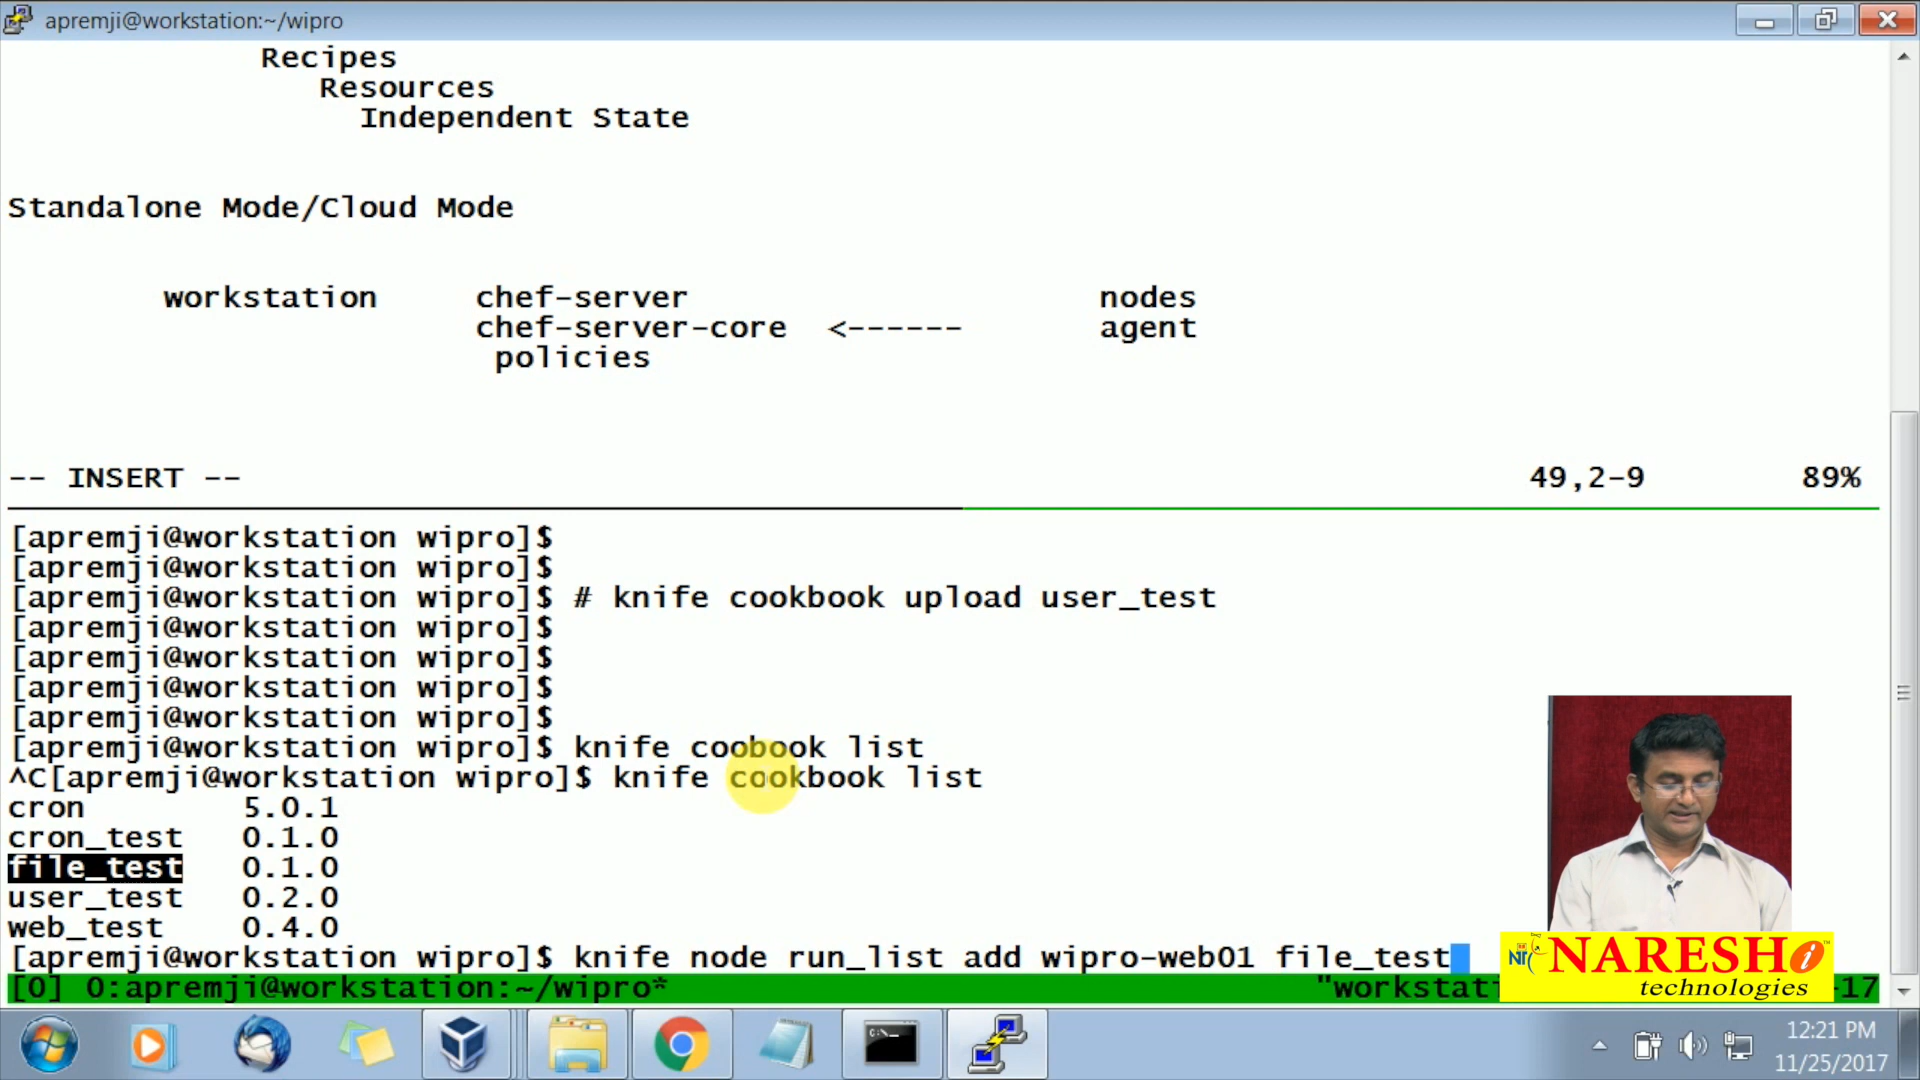 apremji@workstation:~/wipro
Recipes
Resources
Independent State
Standalone Mode/Cloud Mode
workstation chef-server nodes
chef-server-core <------ agent
policies
-- INSERT -- 49,2-9 89%
[apremji@workstation wipro]$
[apremji@workstation wipro]$
[apremji@workstation wipro]$ # knife cookbook upload user_test
[apremji@workstation wipro]$
[apremji@workstation wipro]$
[apremji@workstation wipro]$
[apremji@workstation wipro]$
[apremji@workstation wipro]$ knife coobook list
^C[apremji@workstation wipro]$ knife cookbook list
cron 5.0.1
cron_test 0.1.0
file_test 0.1.0
user_test 0.2.0
web_test 0.4.0
[apremji@workstation wipro]$ knife node run_list add wipro-web01 file_test
[0] 0:apremji@workstation:~/wipro* "workstati -17
NARESH i
technologies
12:21 PM
11/25/2017